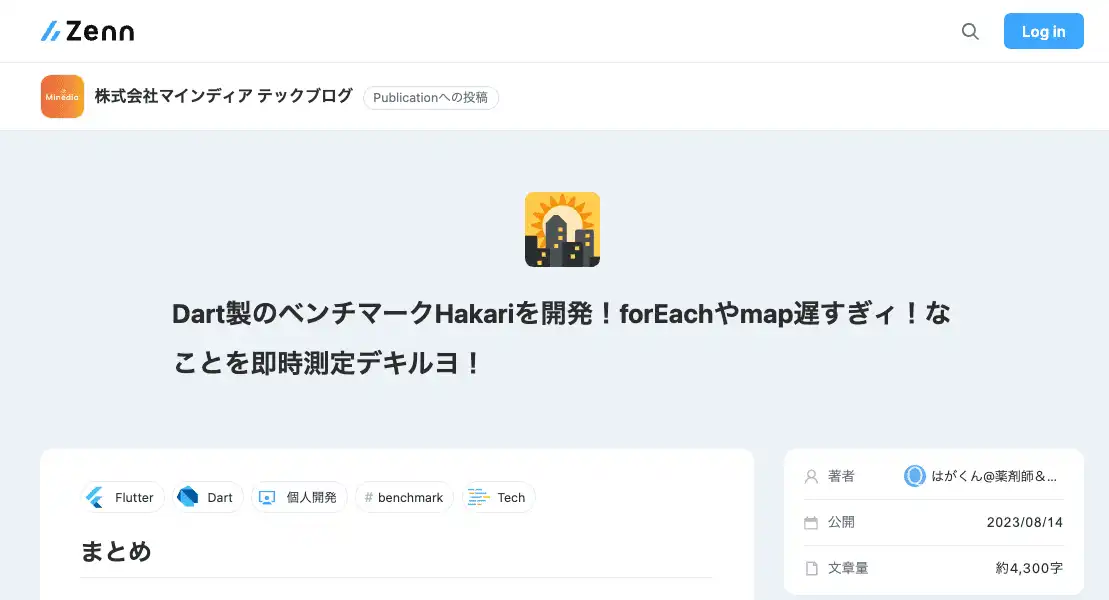 Zenn
Log in
Minedia
株式会社マインディア テックブログ
Publicationへの投稿
Dart製のベンチマークHakariを開発！forEachやmap遅すぎィ！な
ことを即時測定デキルヨ！
Flutter
Dart
個人開発
# benchmark
Tech
著者
はがくん@薬剤師＆...
公開
2023/08/14
文章量
約4,300字
まとめ